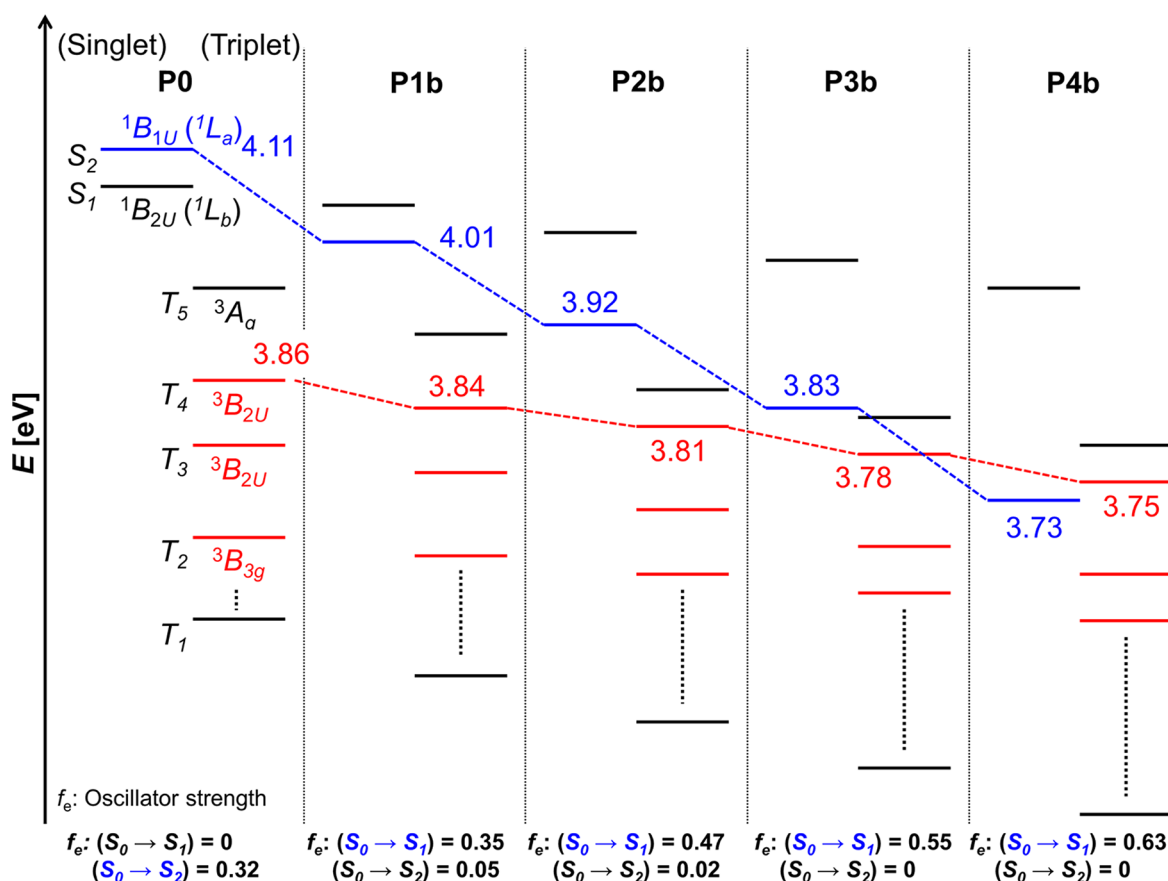 (Singlet) (Triplet)
P0 P1b P2b P3b P4b
¹B₁U (¹Lₐ) 4.11
S₂
S₁
¹B₂U (¹L_b)
4.01
3.92
T₅ ³A_g
3.86
3.84
3.83
T₄ ³B₂U
3.81
3.78
T₃ ³B₂U
3.75
3.73
T₂ ³B₃g
T₁
E [eV]
fₑ: Oscillator strength
fₑ: (S₀ → S₁) = 0 fₑ: (S₀ → S₁) = 0.35 fₑ: (S₀ → S₁) = 0.47 fₑ: (S₀ → S₁) = 0.55 fₑ: (S₀ → S₁) = 0.63
(S₀ → S₂) = 0.32 (S₀ → S₂) = 0.05 (S₀ → S₂) = 0.02 (S₀ → S₂) = 0 (S₀ → S₂) = 0